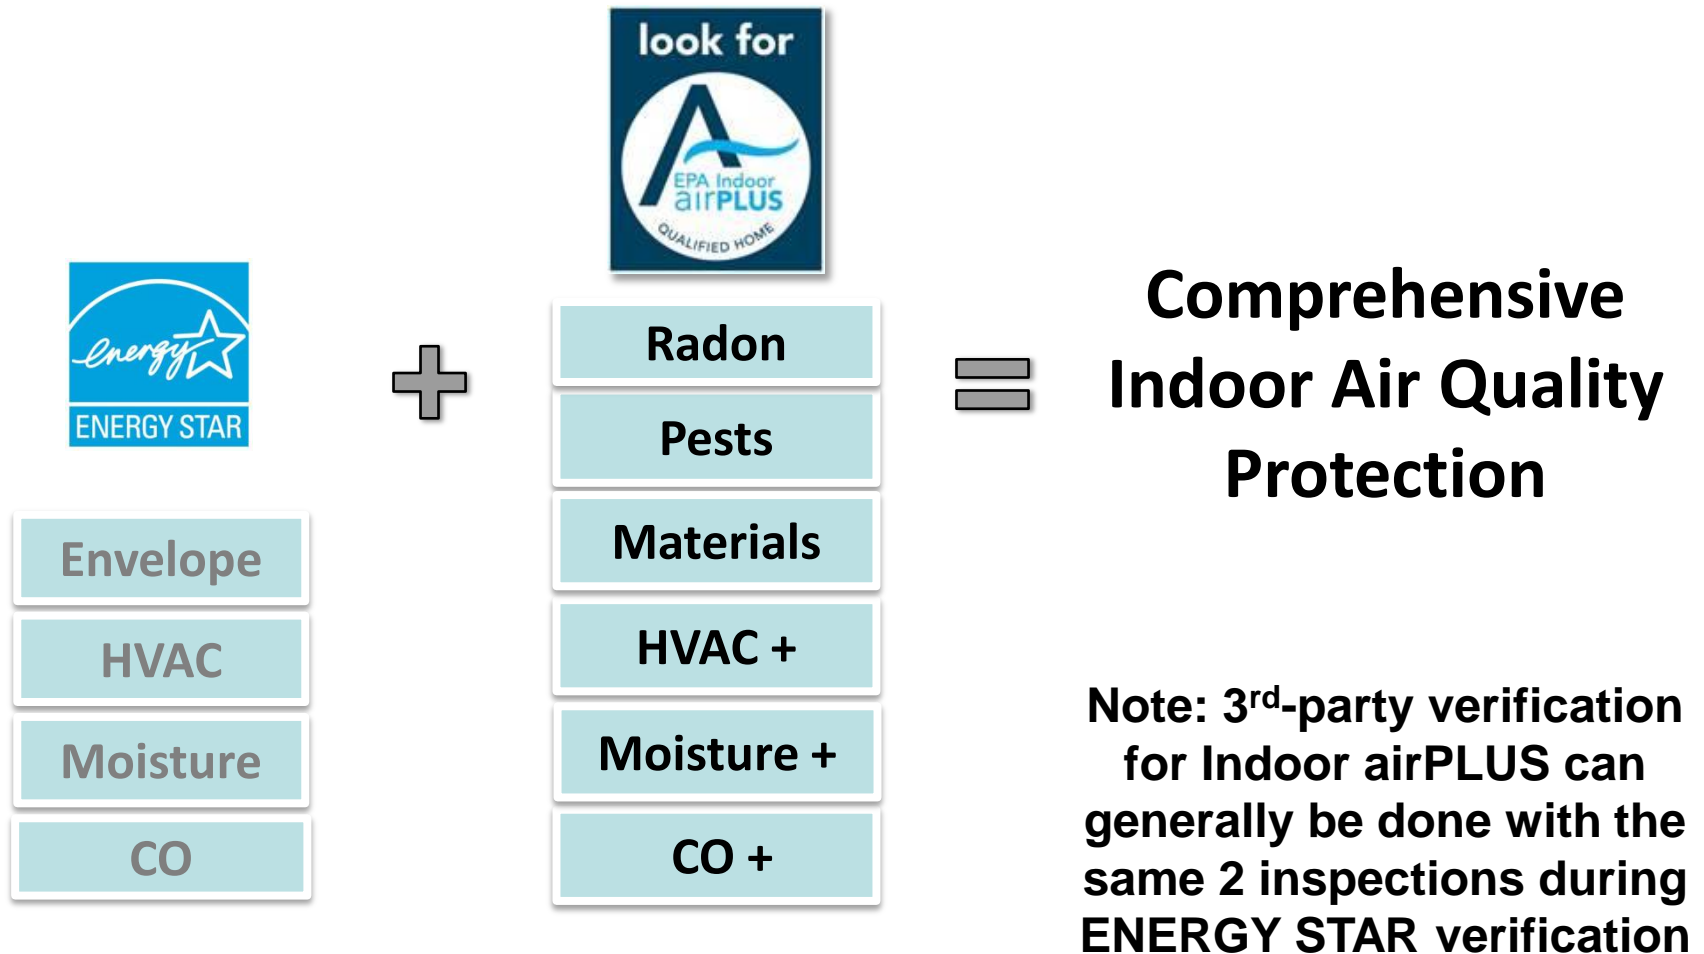 look for
EPA Indoor
airPLUS
QUALIFIED HOME
energy
ENERGY STAR
Envelope
HVAC
Moisture
CO
Radon
Pests
Materials
HVAC +
Moisture +
CO +
Comprehensive
Indoor Air Quality
Protection
Note: 3rd-party verification
for Indoor airPLUS can
generally be done with the
same 2 inspections during
ENERGY STAR verification